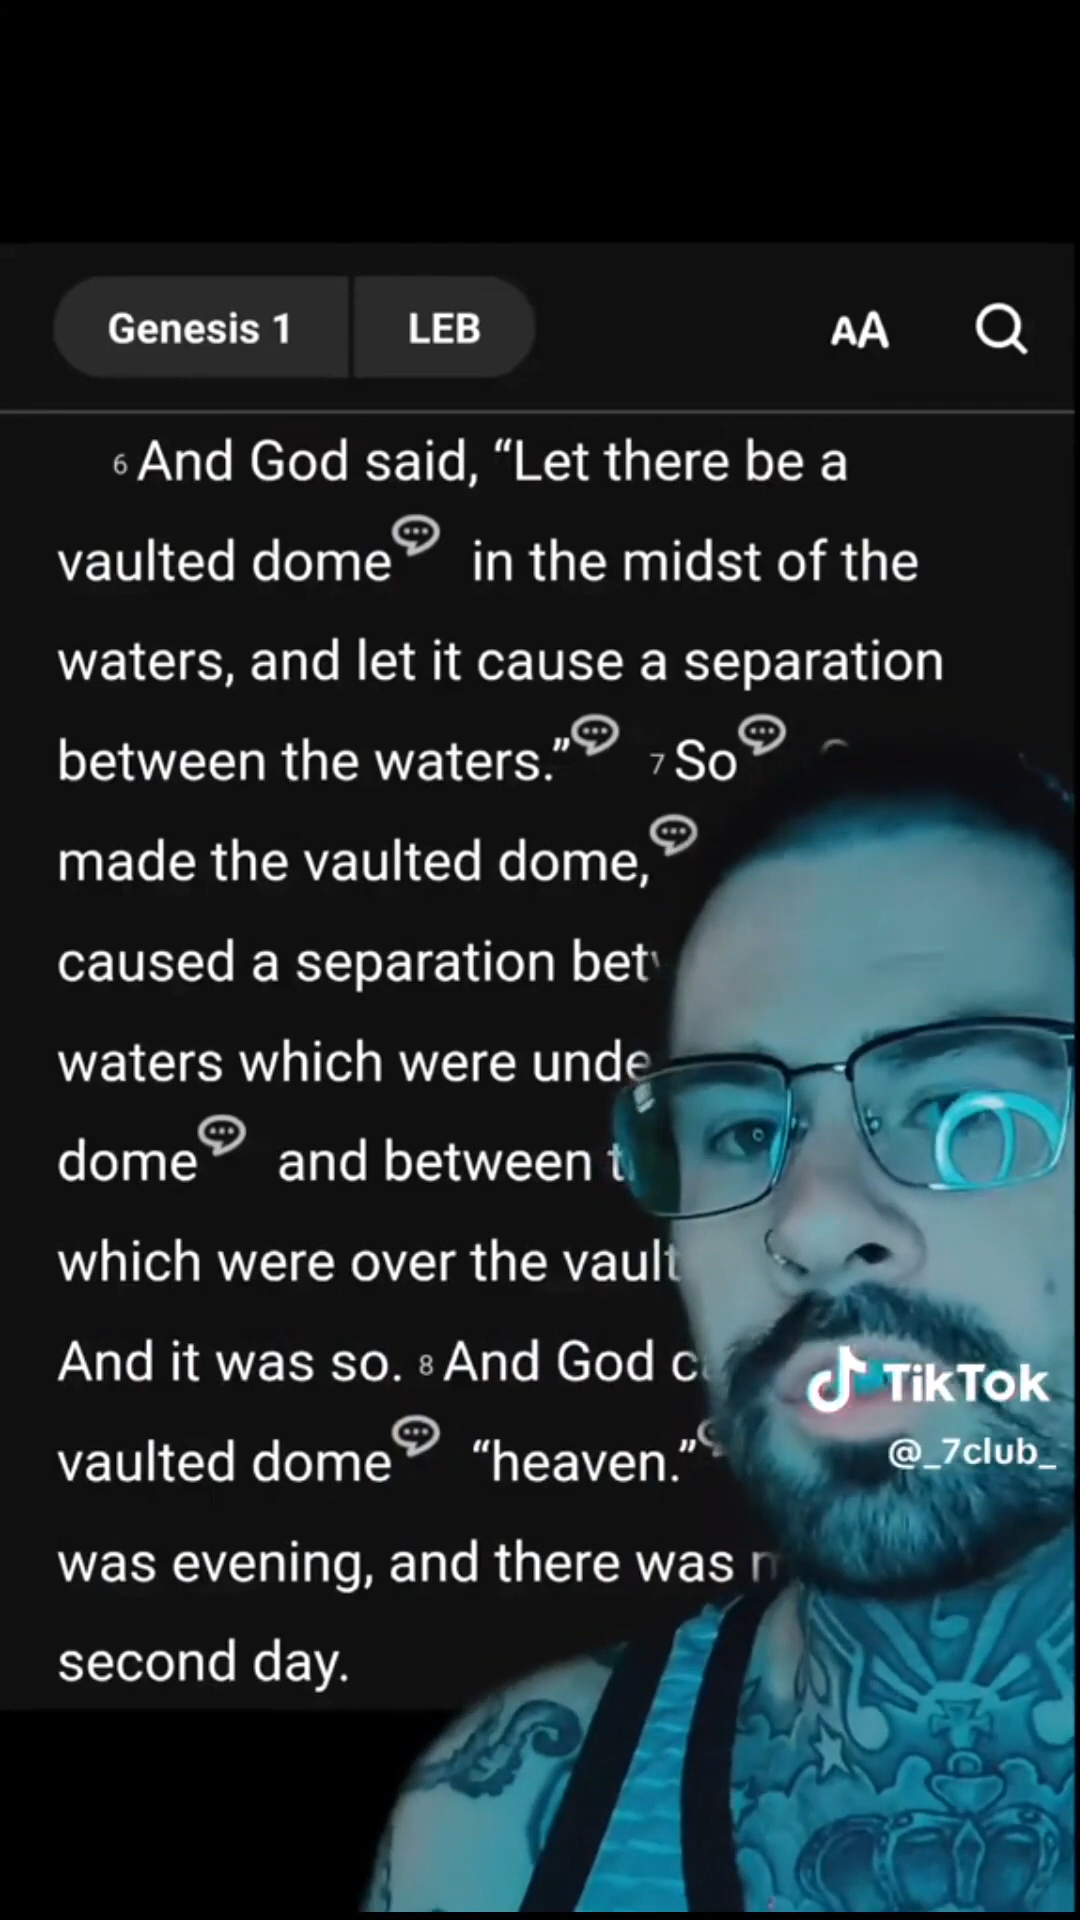 Genesis 1
LEB
AA
6 And God said, “Let there be a
vaulted dome in the midst of the
waters, and let it cause a separation
between the waters.” 7 So
made the vaulted dome,
caused a separation
waters which were
dome and between
which were over the
And it was so. 8 And God
vaulted dome “heaven.”
was evening, and there was
second day.
TikTok
@_7club_